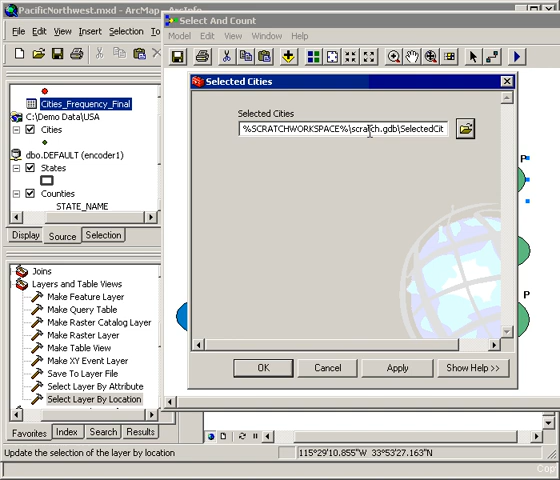 PacificNorthwest.mxd - ArcMap - ArcInfo
File Edit View Insert Selection
Select And Count
Model Edit View Window Help
Cities_Frequency_Final
C:\Demo Data\USA
Cities
dbo.DEFAULT (encoder1)
States
Counties
STATE_NAME
Display Source Selection
Selected Cities
Selected Cities
%SCRATCHWORKSPACE%\scratch.gdb\SelectedCit
P
P
OK Cancel Apply Show Help >>
Joins
Layers and Table Views
Make Feature Layer
Make Query Table
Make Raster Catalog Layer
Make Raster Layer
Make Table View
Make XY Event Layer
Save To Layer File
Select Layer By Attribute
Select Layer By Location
Favorites Index Search Results
Update the selection of the layer by location
115°29'10.855"W 33°53'27.163"N
Cop